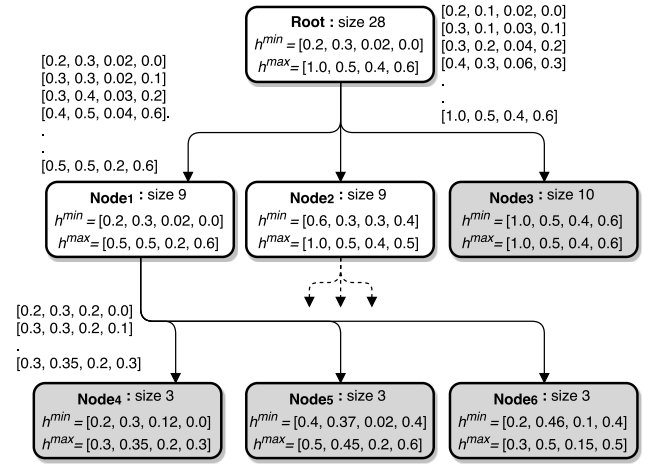 Root : size 28
h^min = [0.2, 0.3, 0.02, 0.0]
h^max = [1.0, 0.5, 0.4, 0.6]
[0.2, 0.1, 0.02, 0.0]
[0.3, 0.1, 0.03, 0.1]
[0.3, 0.2, 0.04, 0.2]
[0.4, 0.3, 0.06, 0.3]
.
.
[1.0, 0.5, 0.4, 0.6]
[0.2, 0.3, 0.02, 0.0]
[0.3, 0.3, 0.02, 0.1]
[0.3, 0.4, 0.03, 0.2]
[0.4, 0.5, 0.04, 0.6].
.
.
[0.5, 0.5, 0.2, 0.6]
Node1 : size 9
h^min = [0.2, 0.3, 0.02, 0.0]
h^max= [0.5, 0.5, 0.2, 0.6]
Node2 : size 9
h^min = [0.6, 0.3, 0.3, 0.4]
h^max= [1.0, 0.5, 0.4, 0.5]
Node3 : size 10
h^min = [1.0, 0.5, 0.4, 0.6]
h^max= [1.0, 0.5, 0.4, 0.6]
[0.2, 0.3, 0.2, 0.0]
[0.3, 0.3, 0.2, 0.1]
.
[0.3, 0.35, 0.2, 0.3]
Node4 : size 3
h^min = [0.2, 0.3, 0.12, 0.0]
h^max= [0.3, 0.35, 0.2, 0.3]
Node5 : size 3
h^min = [0.4, 0.37, 0.02, 0.4]
h^max= [0.5, 0.45, 0.2, 0.6]
Node6 : size 3
h^min = [0.2, 0.46, 0.1, 0.4]
h^max= [0.3, 0.5, 0.15, 0.5]